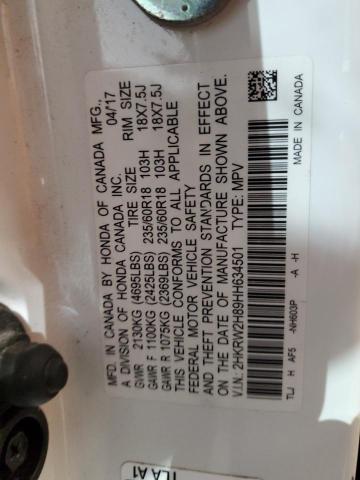 MFD. IN CANADA BY HONDA OF CANADA MFG.,
A DIVISION OF HONDA CANADA INC. 04/17
TIRE SIZE RIM SIZE
GVWR 2130KG (4695LBS)
GAWR F 1100KG (2425LBS) 235/60R18 103H 18X7.5J
GAWR R 1075KG (2369LBS) 235/60R18 103H 18X7.5J
THIS VEHICLE CONFORMS TO ALL APPLICABLE
FEDERAL MOTOR VEHICLE SAFETY
AND THEFT PREVENTION STANDARDS IN EFFECT
ON THE DATE OF MANUFACTURE SHOWN ABOVE.
V.I.N.: 2HKRW2H89HH634501 TYPE: MPV
TLJ H AF5 -NH603P -A -H MADE IN CANADA
TLA A1